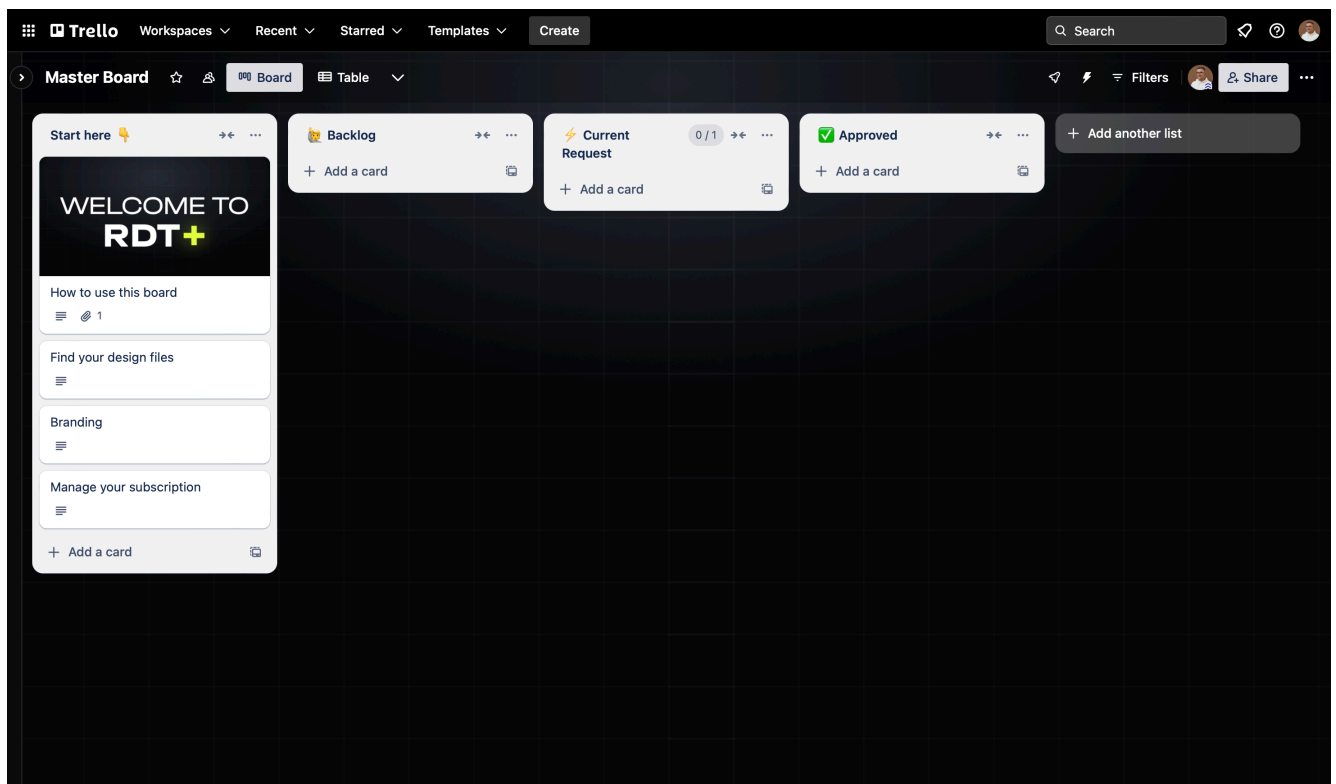 Trello Workspaces Recent Starred Templates Create Search
Master Board Board Table Filters Share
Start here 👇
WELCOME TO
RDT+
How to use this board
1
Find your design files
Branding
Manage your subscription
+ Add a card
🙋 Backlog
+ Add a card
⚡ Current 0 / 1
Request
+ Add a card
✅ Approved
+ Add a card
+ Add another list